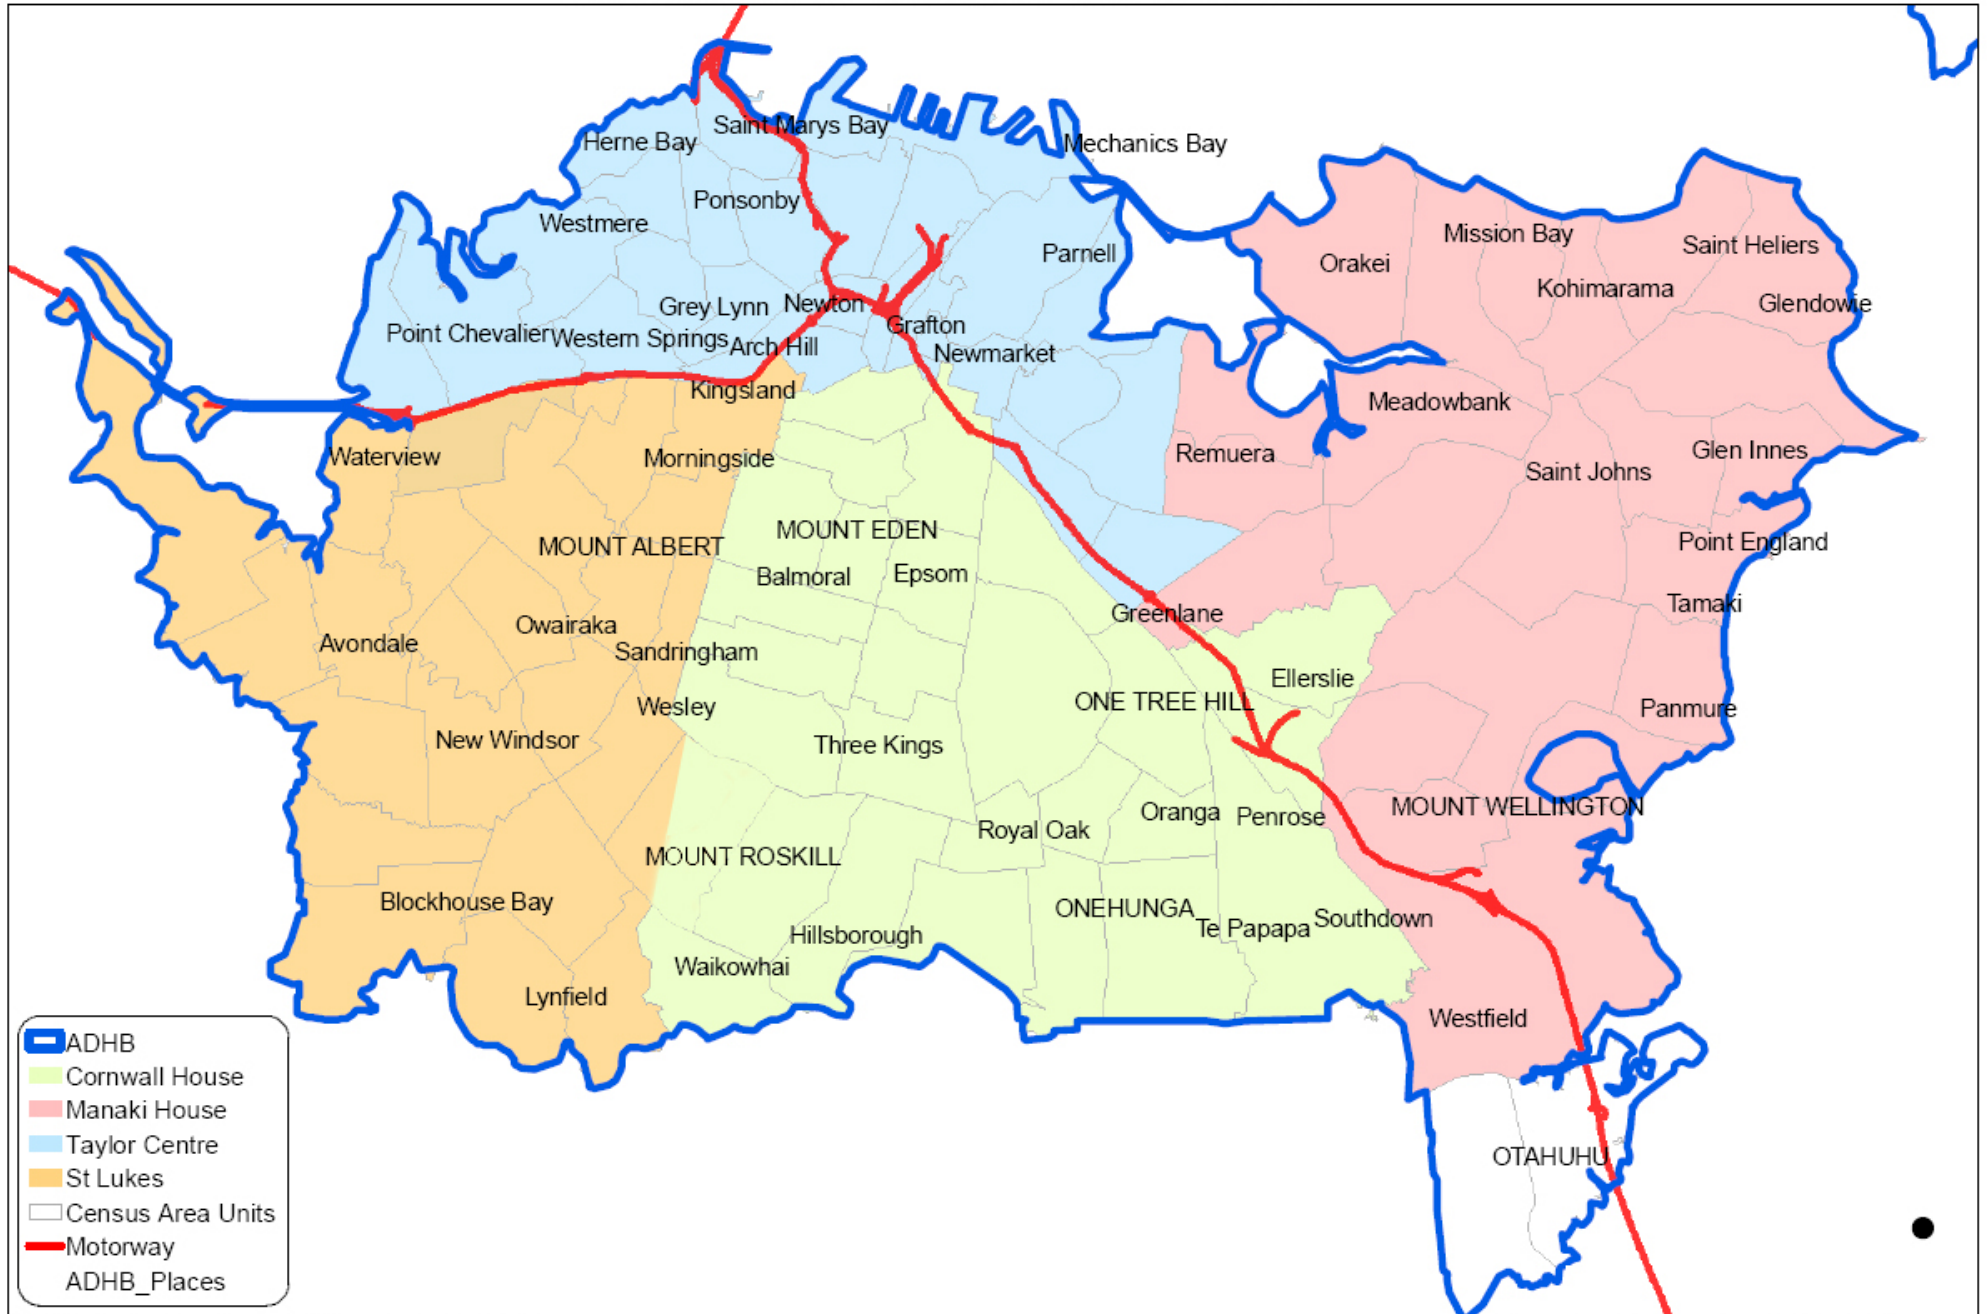 Saint Marys Bay
Herne Bay
Mechanics Bay
Ponsonby
Westmere
Parnell
Mission Bay
Saint Heliers
Orakei
Kohimarama
Glendowie
Grey Lynn
Newton
Grafton
Point Chevalier
Western Springs
Arch Hill
Newmarket
Kingsland
Meadowbank
Waterview
Morningside
Remuera
Glen Innes
Saint Johns
MOUNT ALBERT
MOUNT EDEN
Point England
Balmoral
Epsom
Tamaki
Greenlane
Owairaka
Avondale
Sandringham
Ellerslie
Wesley
ONE TREE HILL
Panmure
New Windsor
Three Kings
MOUNT WELLINGTON
Oranga
Penrose
Royal Oak
MOUNT ROSKILL
Blockhouse Bay
ONEHUNGA
Te Papapa
Southdown
Hillsborough
Waikowhai
Lynfield
Westfield
OTAHUHU
ADHB
Cornwall House
Manaki House
Taylor Centre
St Lukes
Census Area Units
Motorway
ADHB_Places